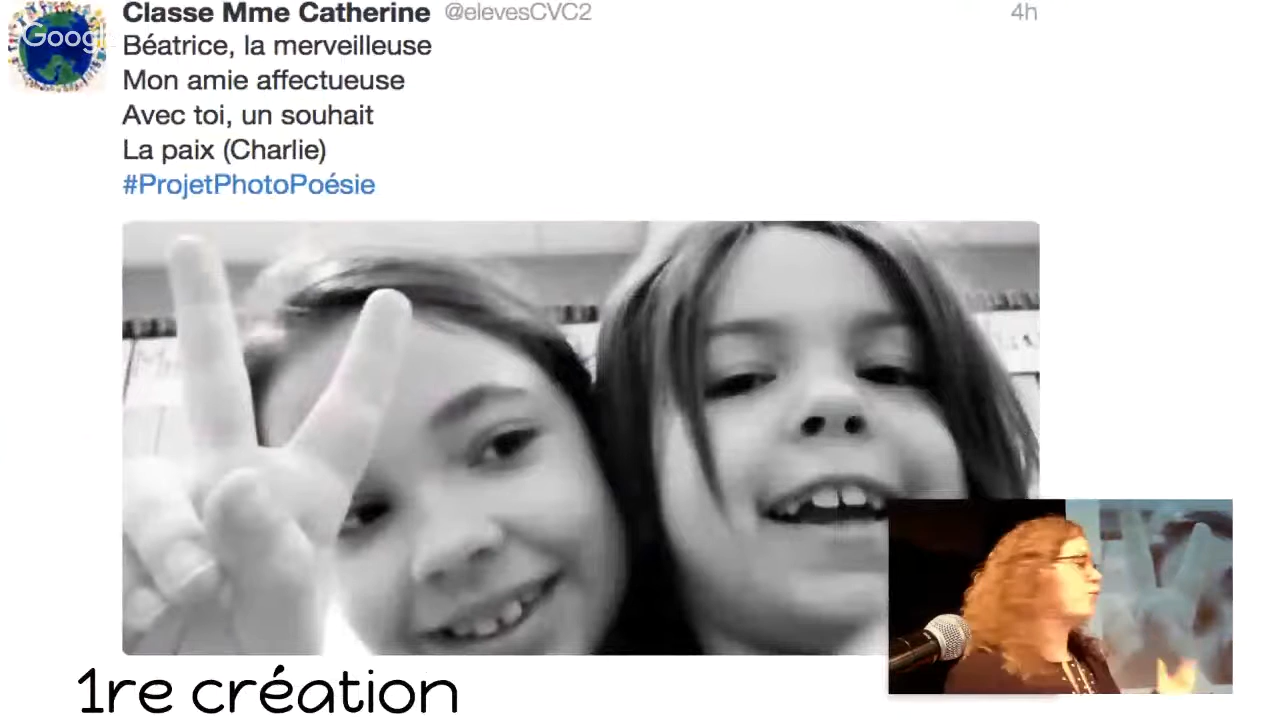 Classe Mme Catherine @elevesCVC2 4h
Googl
Béatrice, la merveilleuse
Mon amie affectueuse
Avec toi, un souhait
La paix (Charlie)
#ProjetPhotoPoésie
1re création